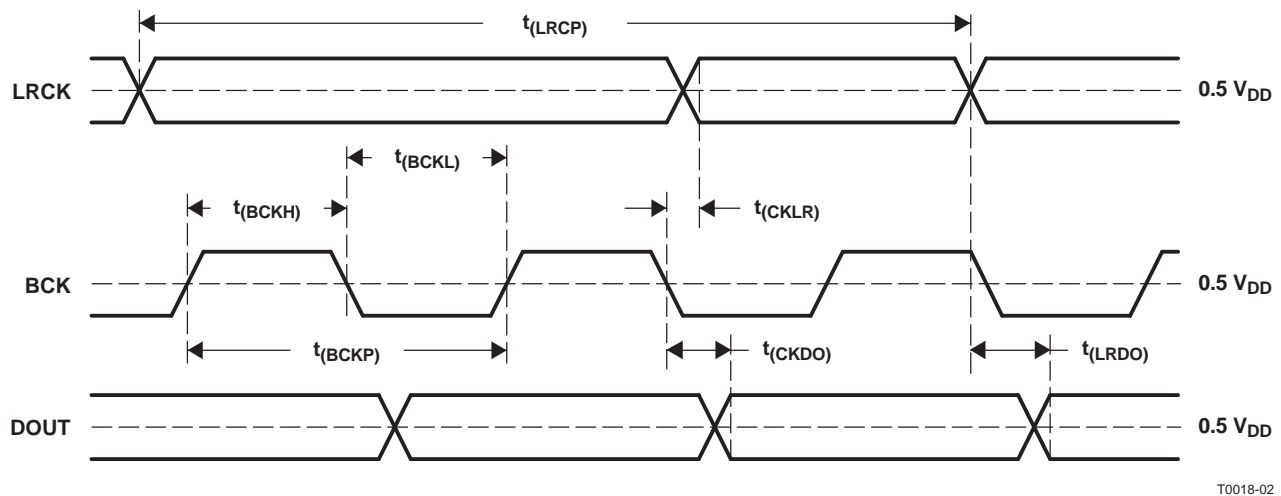 t(LRCP)
LRCK
0.5 VDD
t(BCKL)
t(BCKH)
t(CKLR)
BCK
0.5 VDD
t(BCKP)
t(CKDO)
t(LRDO)
DOUT
0.5 VDD
T0018-02